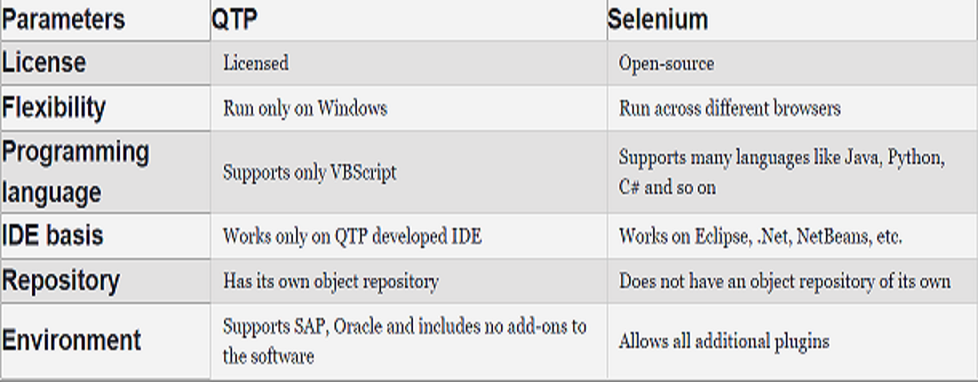 Parameters QTP Selenium
License Licensed Open-source
Flexibility Run only on Windows Run across different browsers
Programming
language
Supports only VBScript
Supports many languages like Java, Python,
C# and so on
IDE basis Works only on QTP developed IDE Works on Eclipse, .Net, NetBeans, etc.
Repository Has its own object repository Does not have an object repository of its own
Environment
Supports SAP, Oracle and includes no add-ons to
the software
Allows all additional plugins